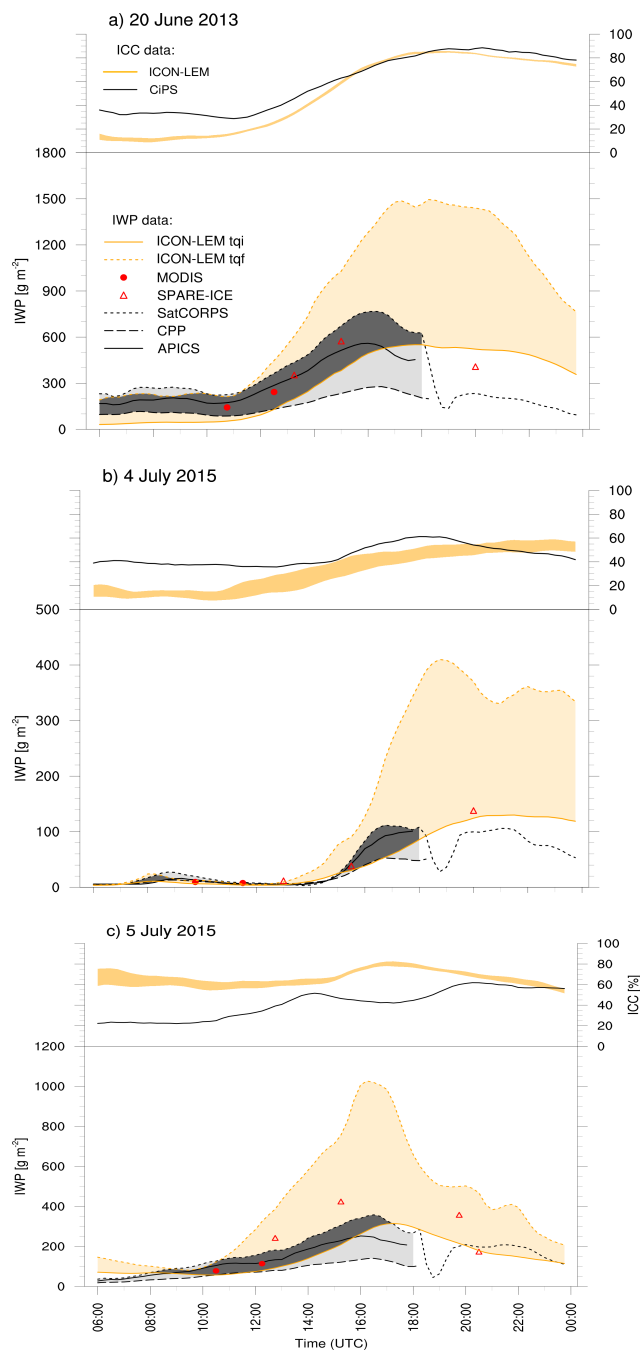 a) 20 June 2013
ICC data:
ICON-LEM
CiPS
100
80
60
40
20
0
1800
1500
1200
900
600
300
0
IWP [g m-2]
IWP data:
ICON-LEM tqi
ICON-LEM tqf
MODIS
SPARE-ICE
SatCORPS
CPP
APICS
b) 4 July 2015
100
80
60
40
20
0
500
400
300
200
100
0
IWP [g m-2]
c) 5 July 2015
100
80
60
40
20
0
ICC [%]
1200
1000
800
600
400
200
0
IWP [g m-2]
06:00 08:00 10:00 12:00 14:00 16:00 18:00 20:00 22:00 00:00
Time (UTC)